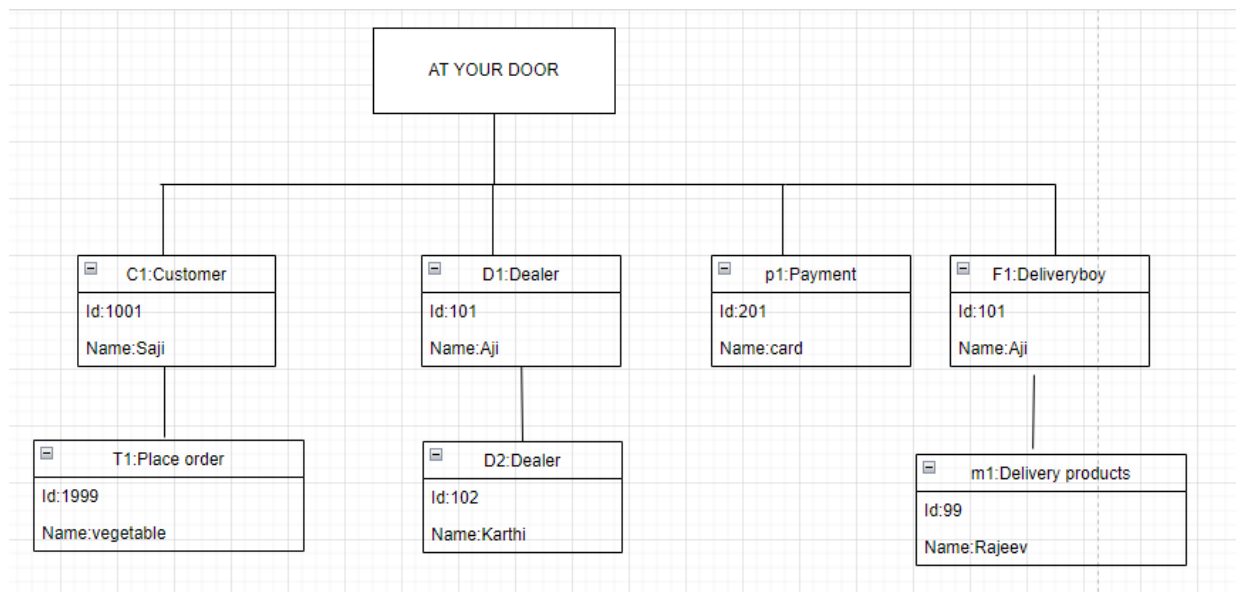 AT YOUR DOOR
C1:Customer
Id:1001
Name:Saji
D1:Dealer
Id:101
Name:Aji
p1:Payment
Id:201
Name:card
F1:Deliveryboy
Id:101
Name:Aji
T1:Place order
Id:1999
Name:vegetable
D2:Dealer
Id:102
Name:Karthi
m1:Delivery products
Id:99
Name:Rajeev